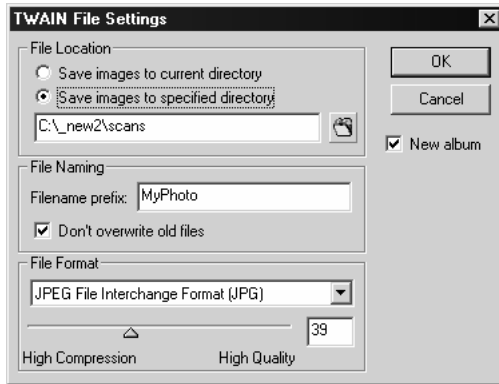 TWAIN File Settings
File Location
Save images to current directory
Save images to specified directory
C:\_new2\scans
OK
Cancel
New album
File Naming
Filename prefix: MyPhoto
Don't overwrite old files
File Format
JPEG File Interchange Format (JPG)
39
High Compression High Quality